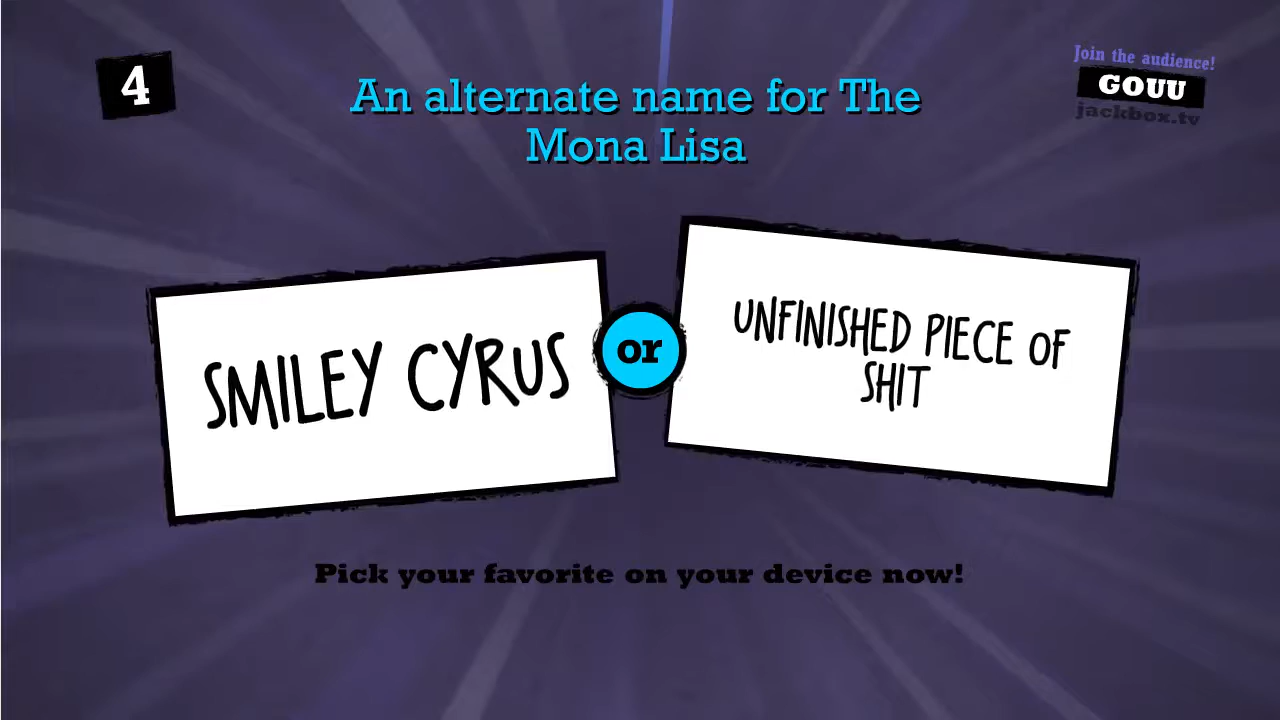 4
An alternate name for The
Mona Lisa
Join the audience!
GOUU
jackbox.tv
SMILEY CYRUS
or
UNFINISHED PIECE OF
SHIT
Pick your favorite on your device now!